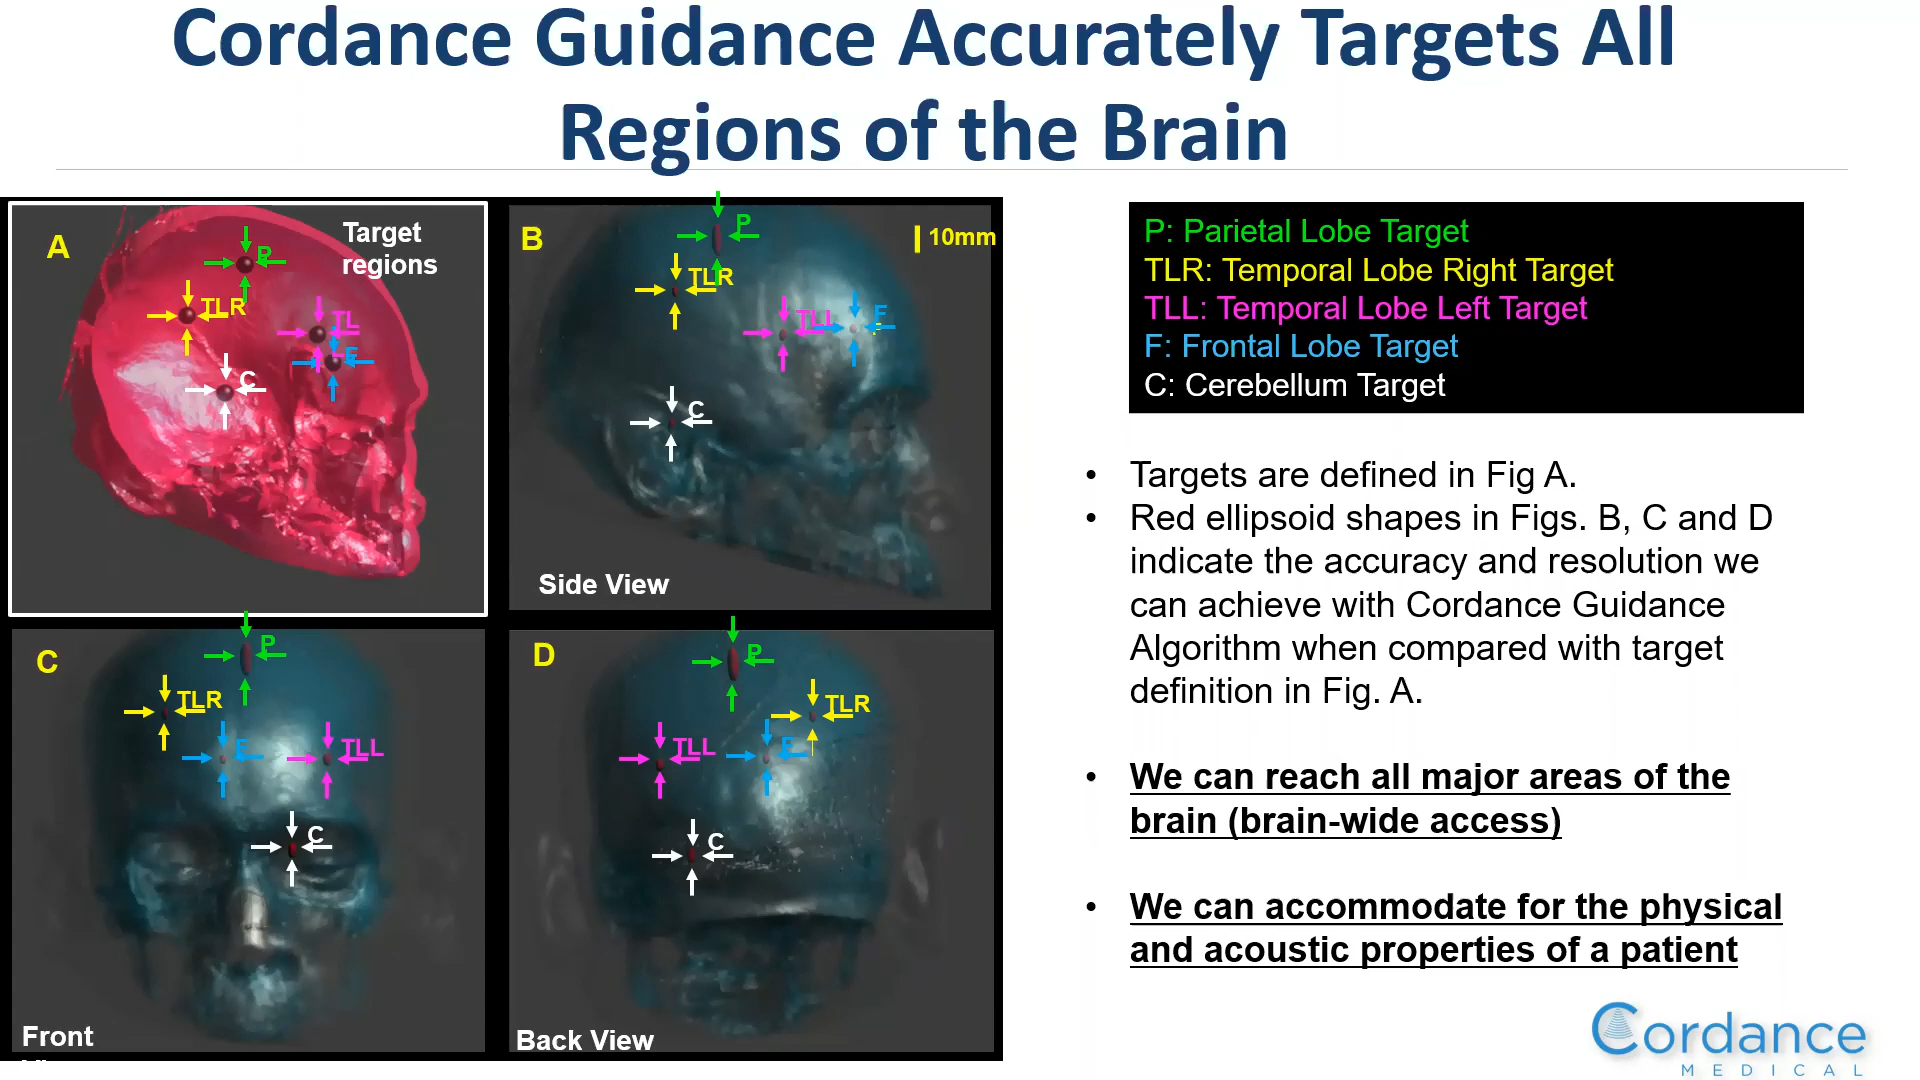 Cordance Guidance Accurately Targets All
Regions of the Brain
A
Target
regions
P
TLR
TL
L
F
C
B
P
10mm
TLR
TLL
F
F
C
Side View
C
P
TLR
F
TLL
C
Front
D
P
TLR
TLL
F
C
Back View
P: Parietal Lobe Target
TLR: Temporal Lobe Right Target
TLL: Temporal Lobe Left Target
F: Frontal Lobe Target
C: Cerebellum Target
• Targets are defined in Fig A.
• Red ellipsoid shapes in Figs. B, C and D
indicate the accuracy and resolution we
can achieve with Cordance Guidance
Algorithm when compared with target
definition in Fig. A.
• We can reach all major areas of the
brain (brain-wide access)
• We can accommodate for the physical
and acoustic properties of a patient
Cordance
MEDICAL